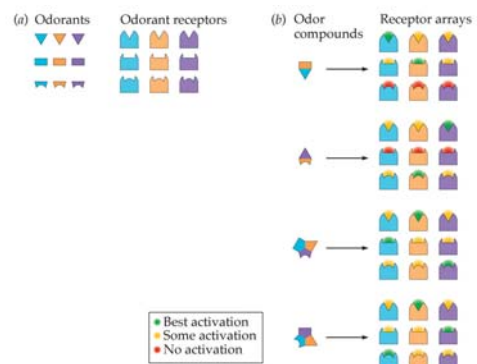 (a) Odorants
Odorant receptors
(b) Odor
compounds
Receptor arrays
Best activation
Some activation
No activation